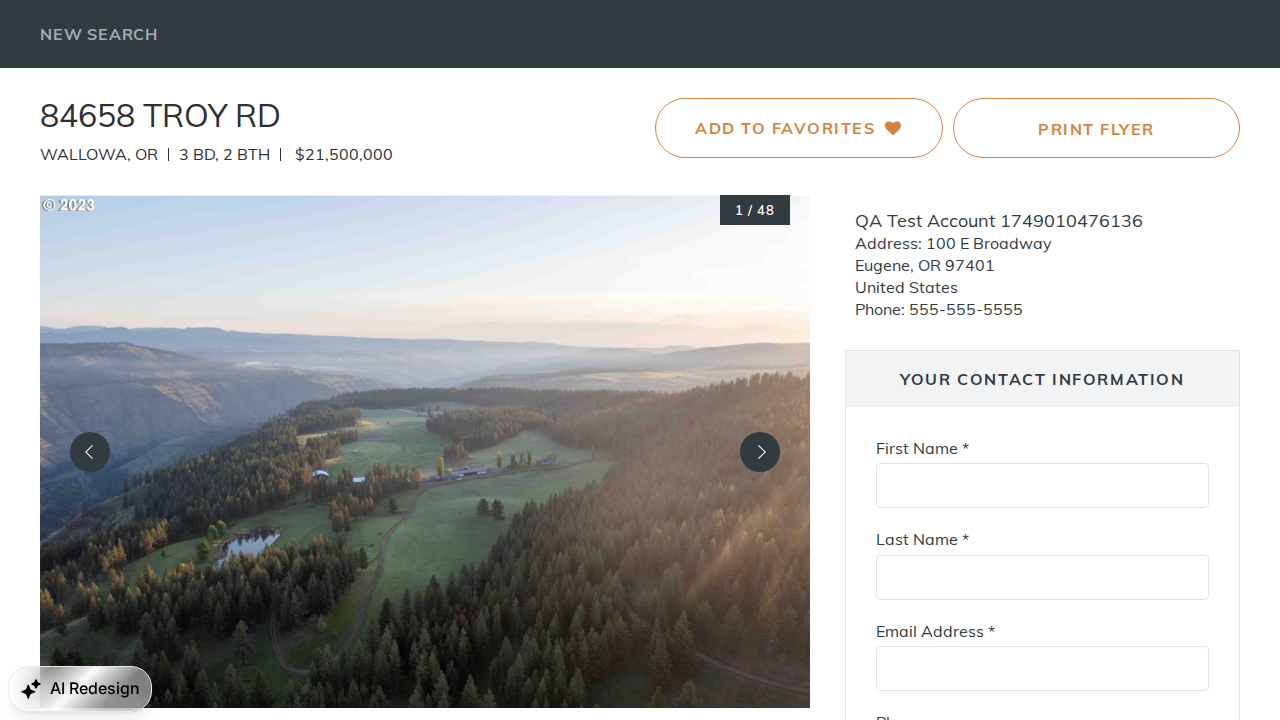 NEW SEARCH
84658 TROY RD
WALLOWA, OR | 3 BD, 2 BTH | $21,500,000
ADD TO FAVORITES
PRINT FLYER
© 2023
1 / 48
QA Test Account 1749010476136
Address: 100 E Broadway
Eugene, OR 97401
United States
Phone: 555-555-5555
YOUR CONTACT INFORMATION
First Name *
Last Name *
Email Address *
AI Redesign